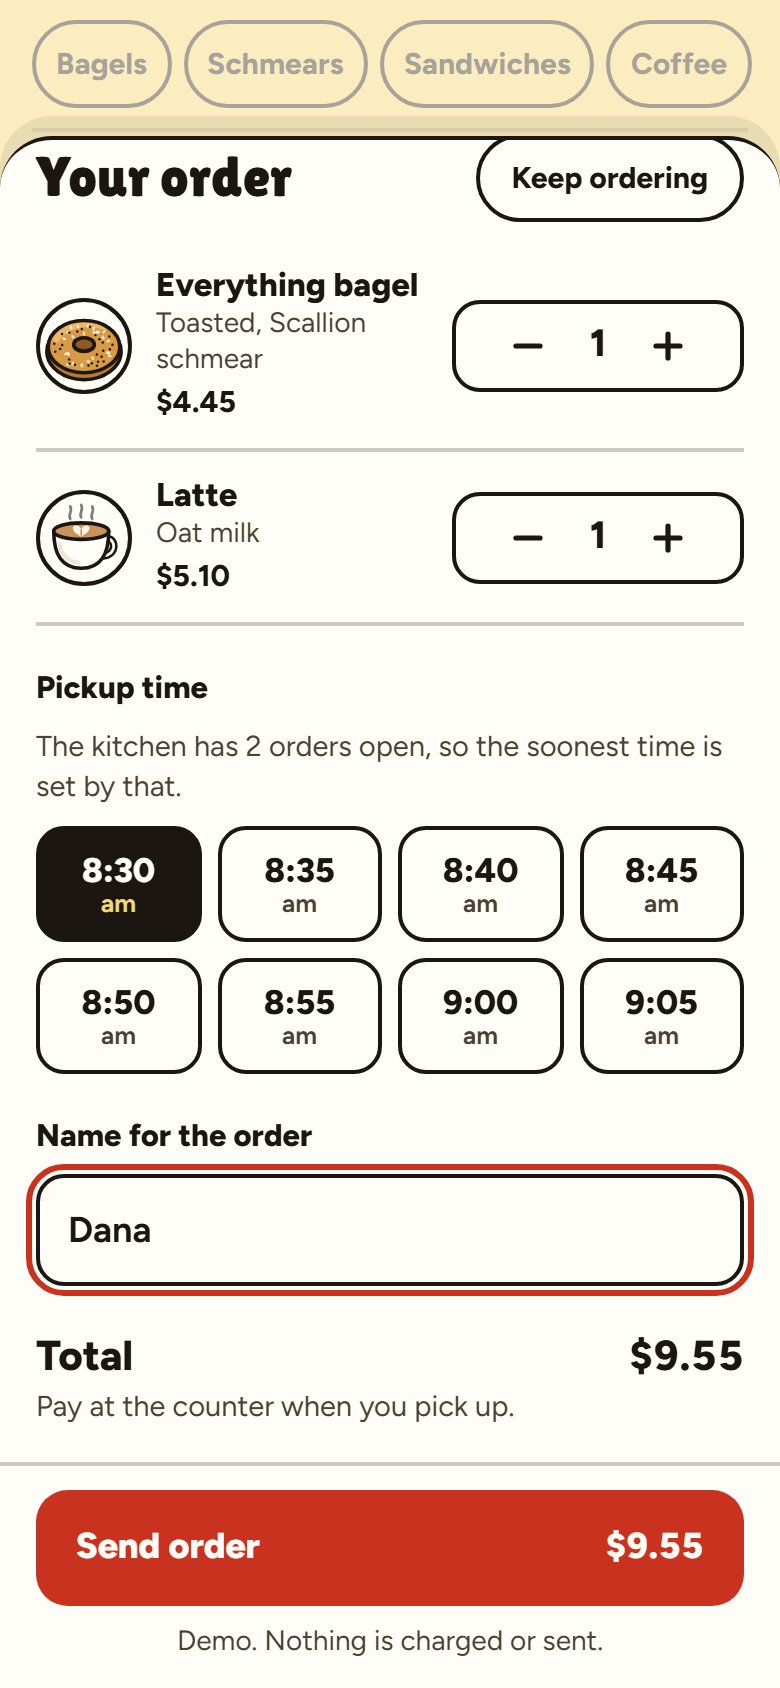 Bagels
Schmears
Sandwiches
Coffee
Your order
Keep ordering
Everything bagel
Toasted, Scallion
schmear
$4.45
1
Latte
Oat milk
$5.10
1
Pickup time
The kitchen has 2 orders open, so the soonest time is
set by that.
8:30
am
8:35
am
8:40
am
8:45
am
8:50
am
8:55
am
9:00
am
9:05
am
Name for the order
Dana
Total
$9.55
Pay at the counter when you pick up.
Send order
$9.55
Demo. Nothing is charged or sent.